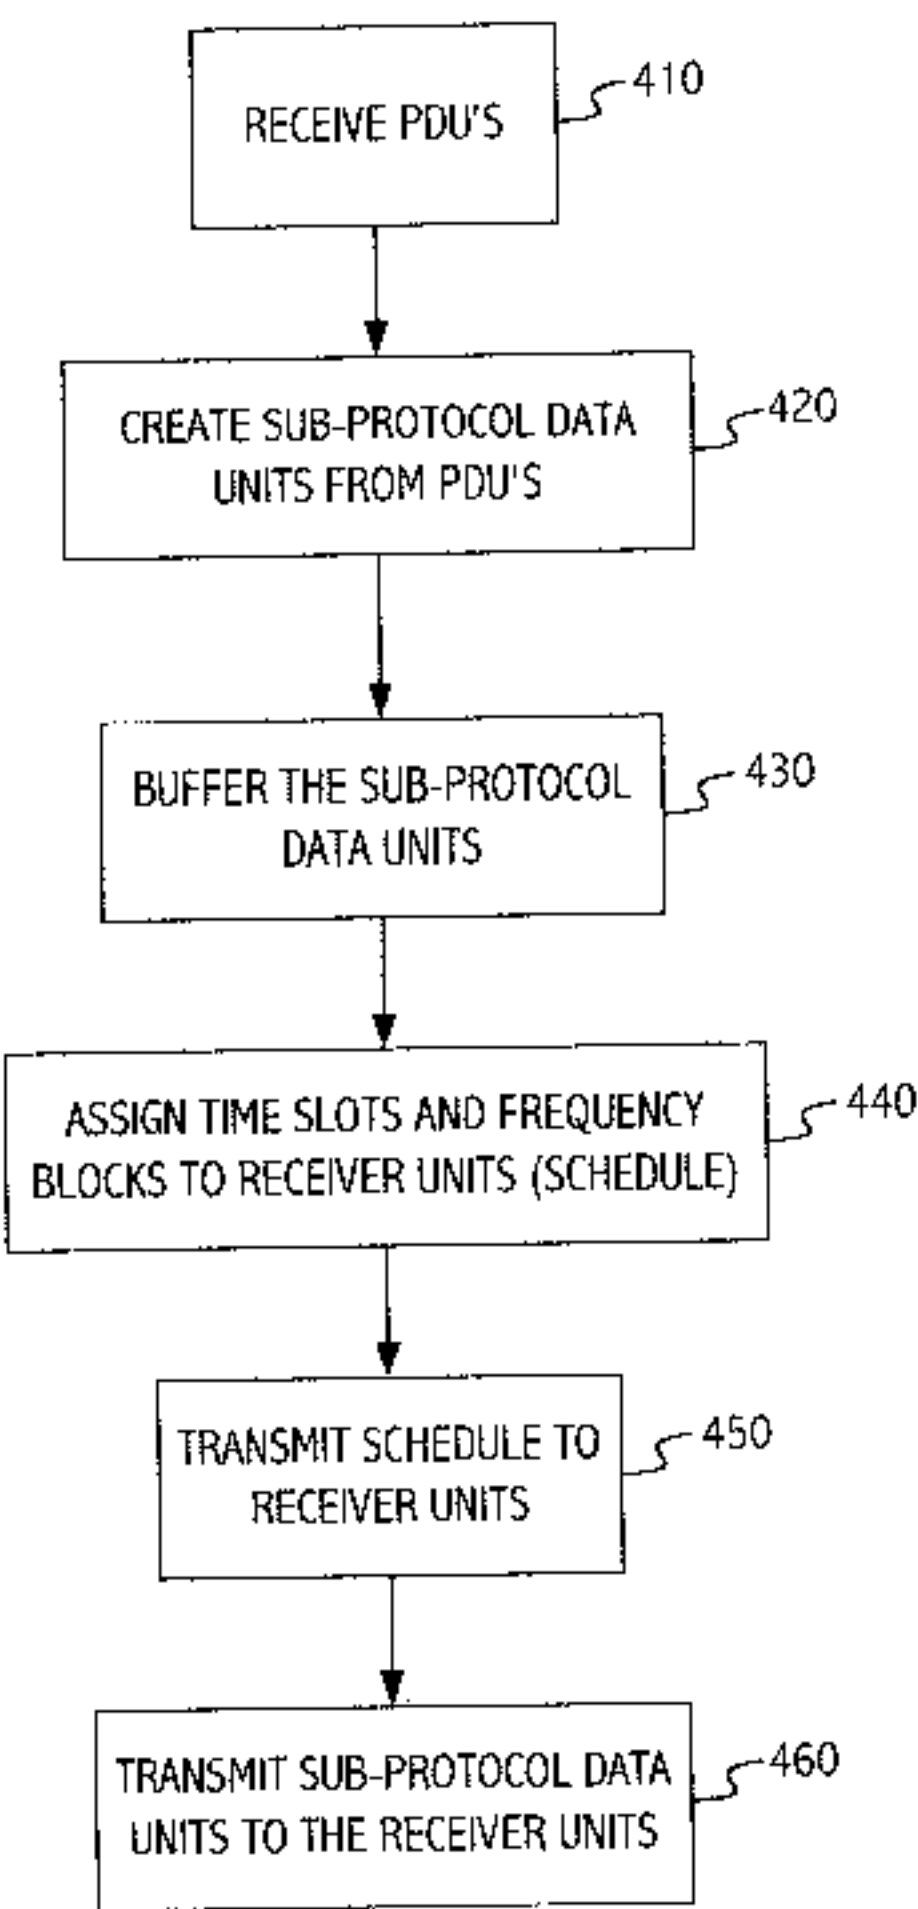 RECEIVE PDU'S
410
CREATE SUB-PROTOCOL DATA
UNITS FROM PDU'S
420
BUFFER THE SUB-PROTOCOL
DATA UNITS
430
ASSIGN TIME SLOTS AND FREQUENCY
BLOCKS TO RECEIVER UNITS (SCHEDULE)
440
TRANSMIT SCHEDULE TO
RECEIVER UNITS
450
TRANSMIT SUB-PROTOCOL DATA
UNITS TO THE RECEIVER UNITS
460